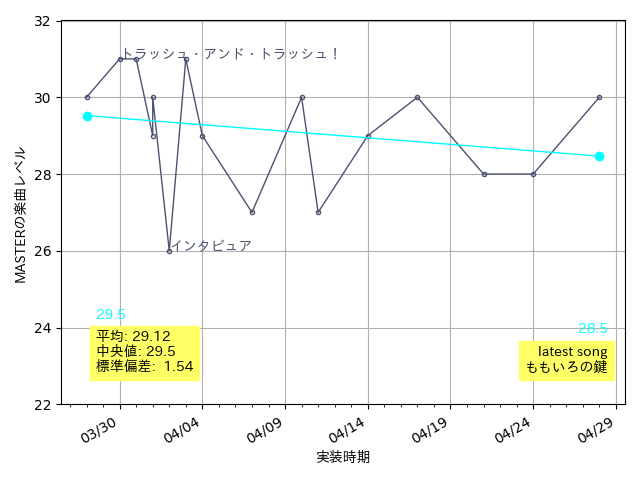 32
30
28
26
24
22
MASTERの楽曲レベル
トラッシュ・アンド・トラッシュ！
インタビュア
29.5
平均: 29.12
中央値: 29.5
標準偏差: 1.54
28.5
latest song
ももいろの鍵
03/30
04/04
04/09
04/14
04/19
04/24
04/29
実装時期